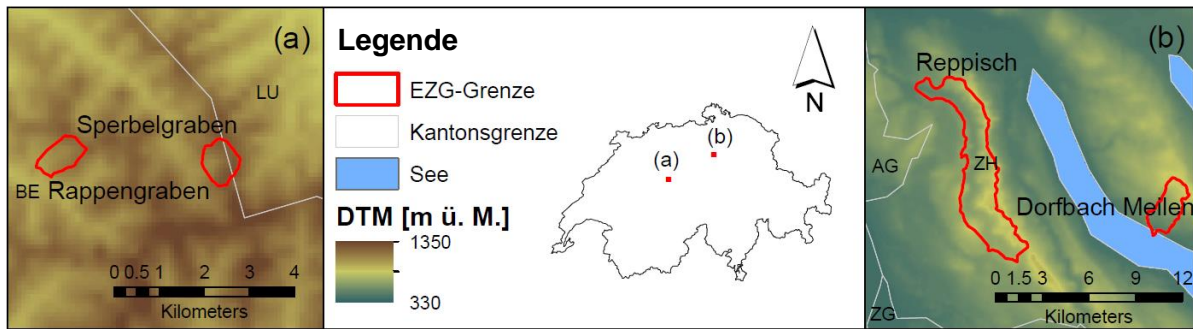 (a)
LU
Sperbelgraben
BE Rappengraben
0 0.5 1 2 3 4
Kilometers
Legende
EZG-Grenze
Kantonsgrenze
See
DTM [m ü. M.]
1350
330
N
(b)
(a)
(b)
Reppisch
AG
ZH
Dorfbach Meilen
0 1.5 3 6 9 12
Kilometers
ZG